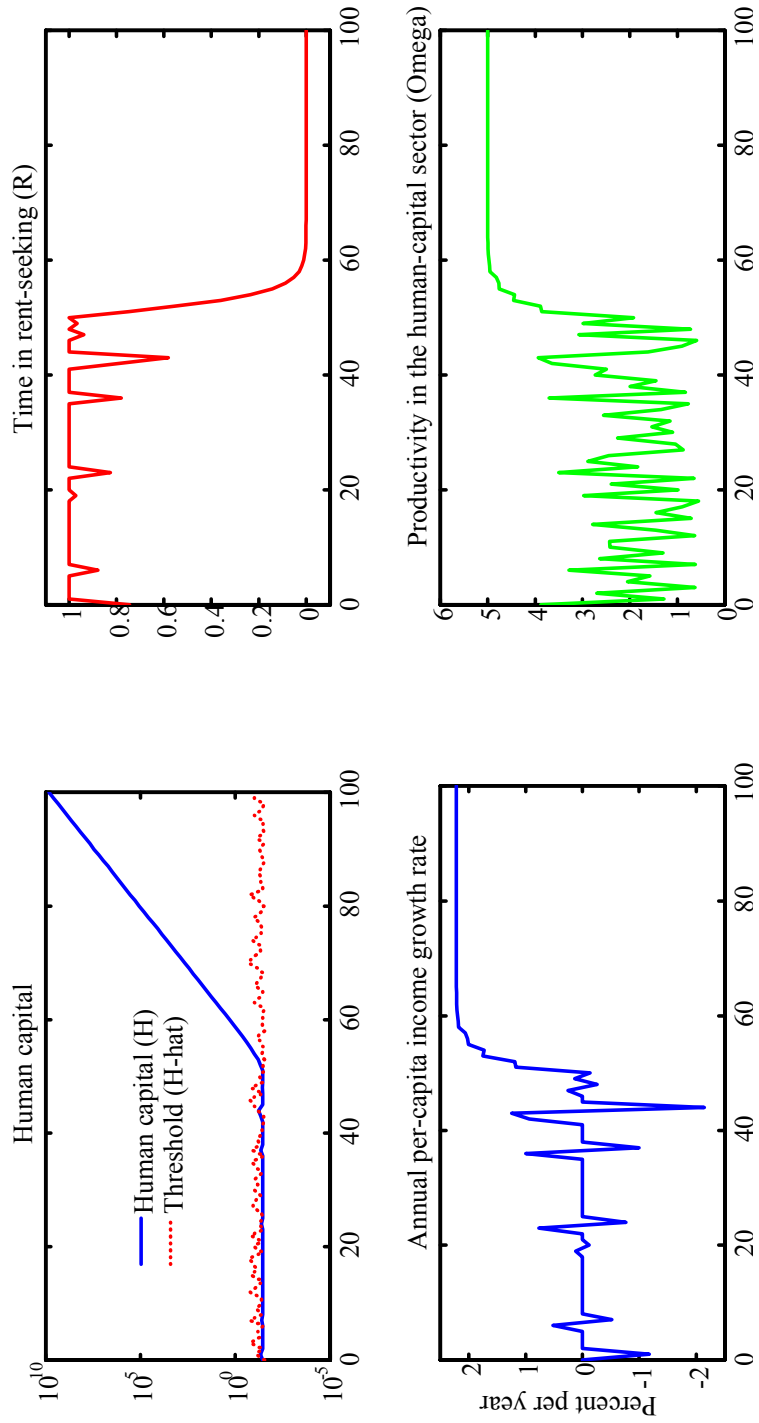 Human capital
10^10
10^5
10^0
10^-5
Human capital (H)
Threshold (H-hat)
0 20 40 60 80 100
Time in rent-seeking (R)
1
0.8
0.6
0.4
0.2
0
0 20 40 60 80 100
Annual per-capita income growth rate
Percent per year
2
1
0
-1
-2
0 20 40 60 80 100
Productivity in the human-capital sector (Omega)
6
5
4
3
2
1
0
0 20 40 60 80 100